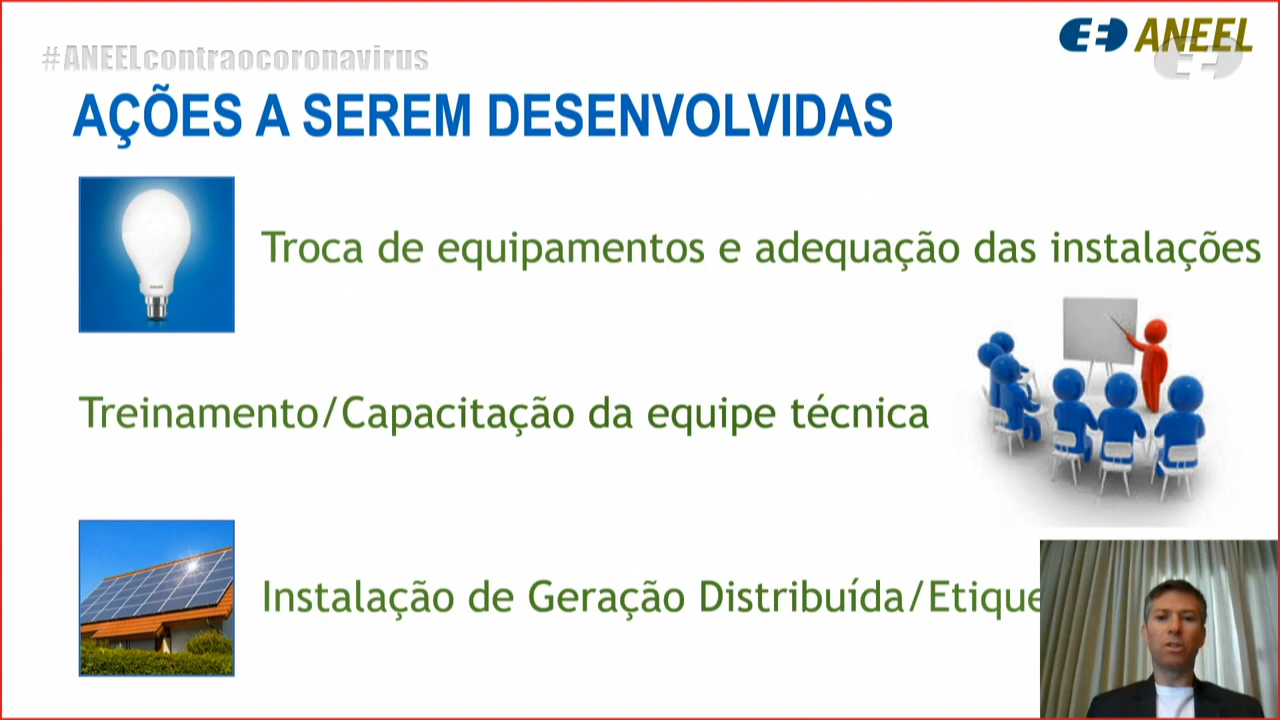 #ANEELcontraocoronavirus
ANEEL
AÇÕES A SEREM DESENVOLVIDAS
Troca de equipamentos e adequação das instalações
Treinamento/Capacitação da equipe técnica
Instalação de Geração Distribuída/Etique